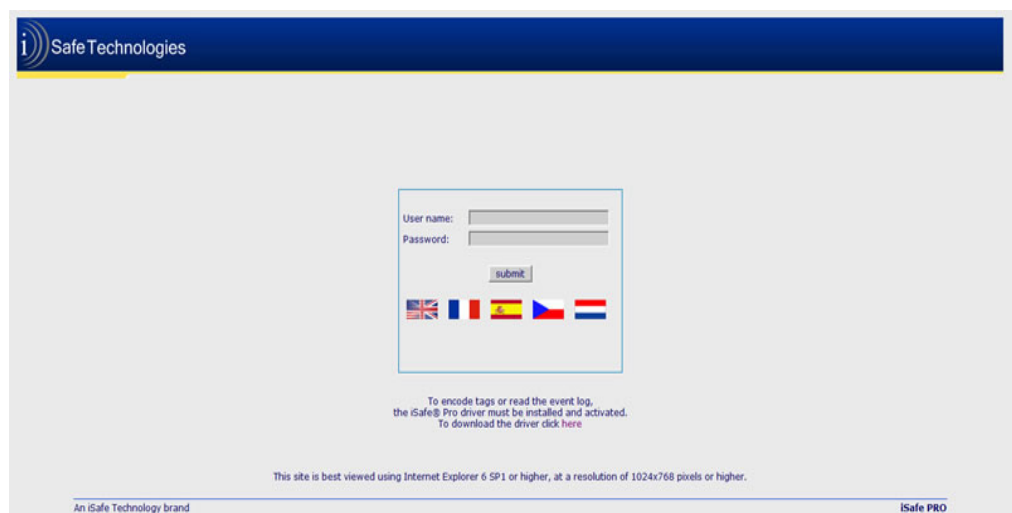 i))) Safe Technologies
User name:
Password:
submit
To encode tags or read the event log,
the iSafe® Pro driver must be installed and activated.
To download the driver click here
This site is best viewed using Internet Explorer 6 SP1 or higher, at a resolution of 1024x768 pixels or higher.
An iSafe Technology brand
iSafe PRO